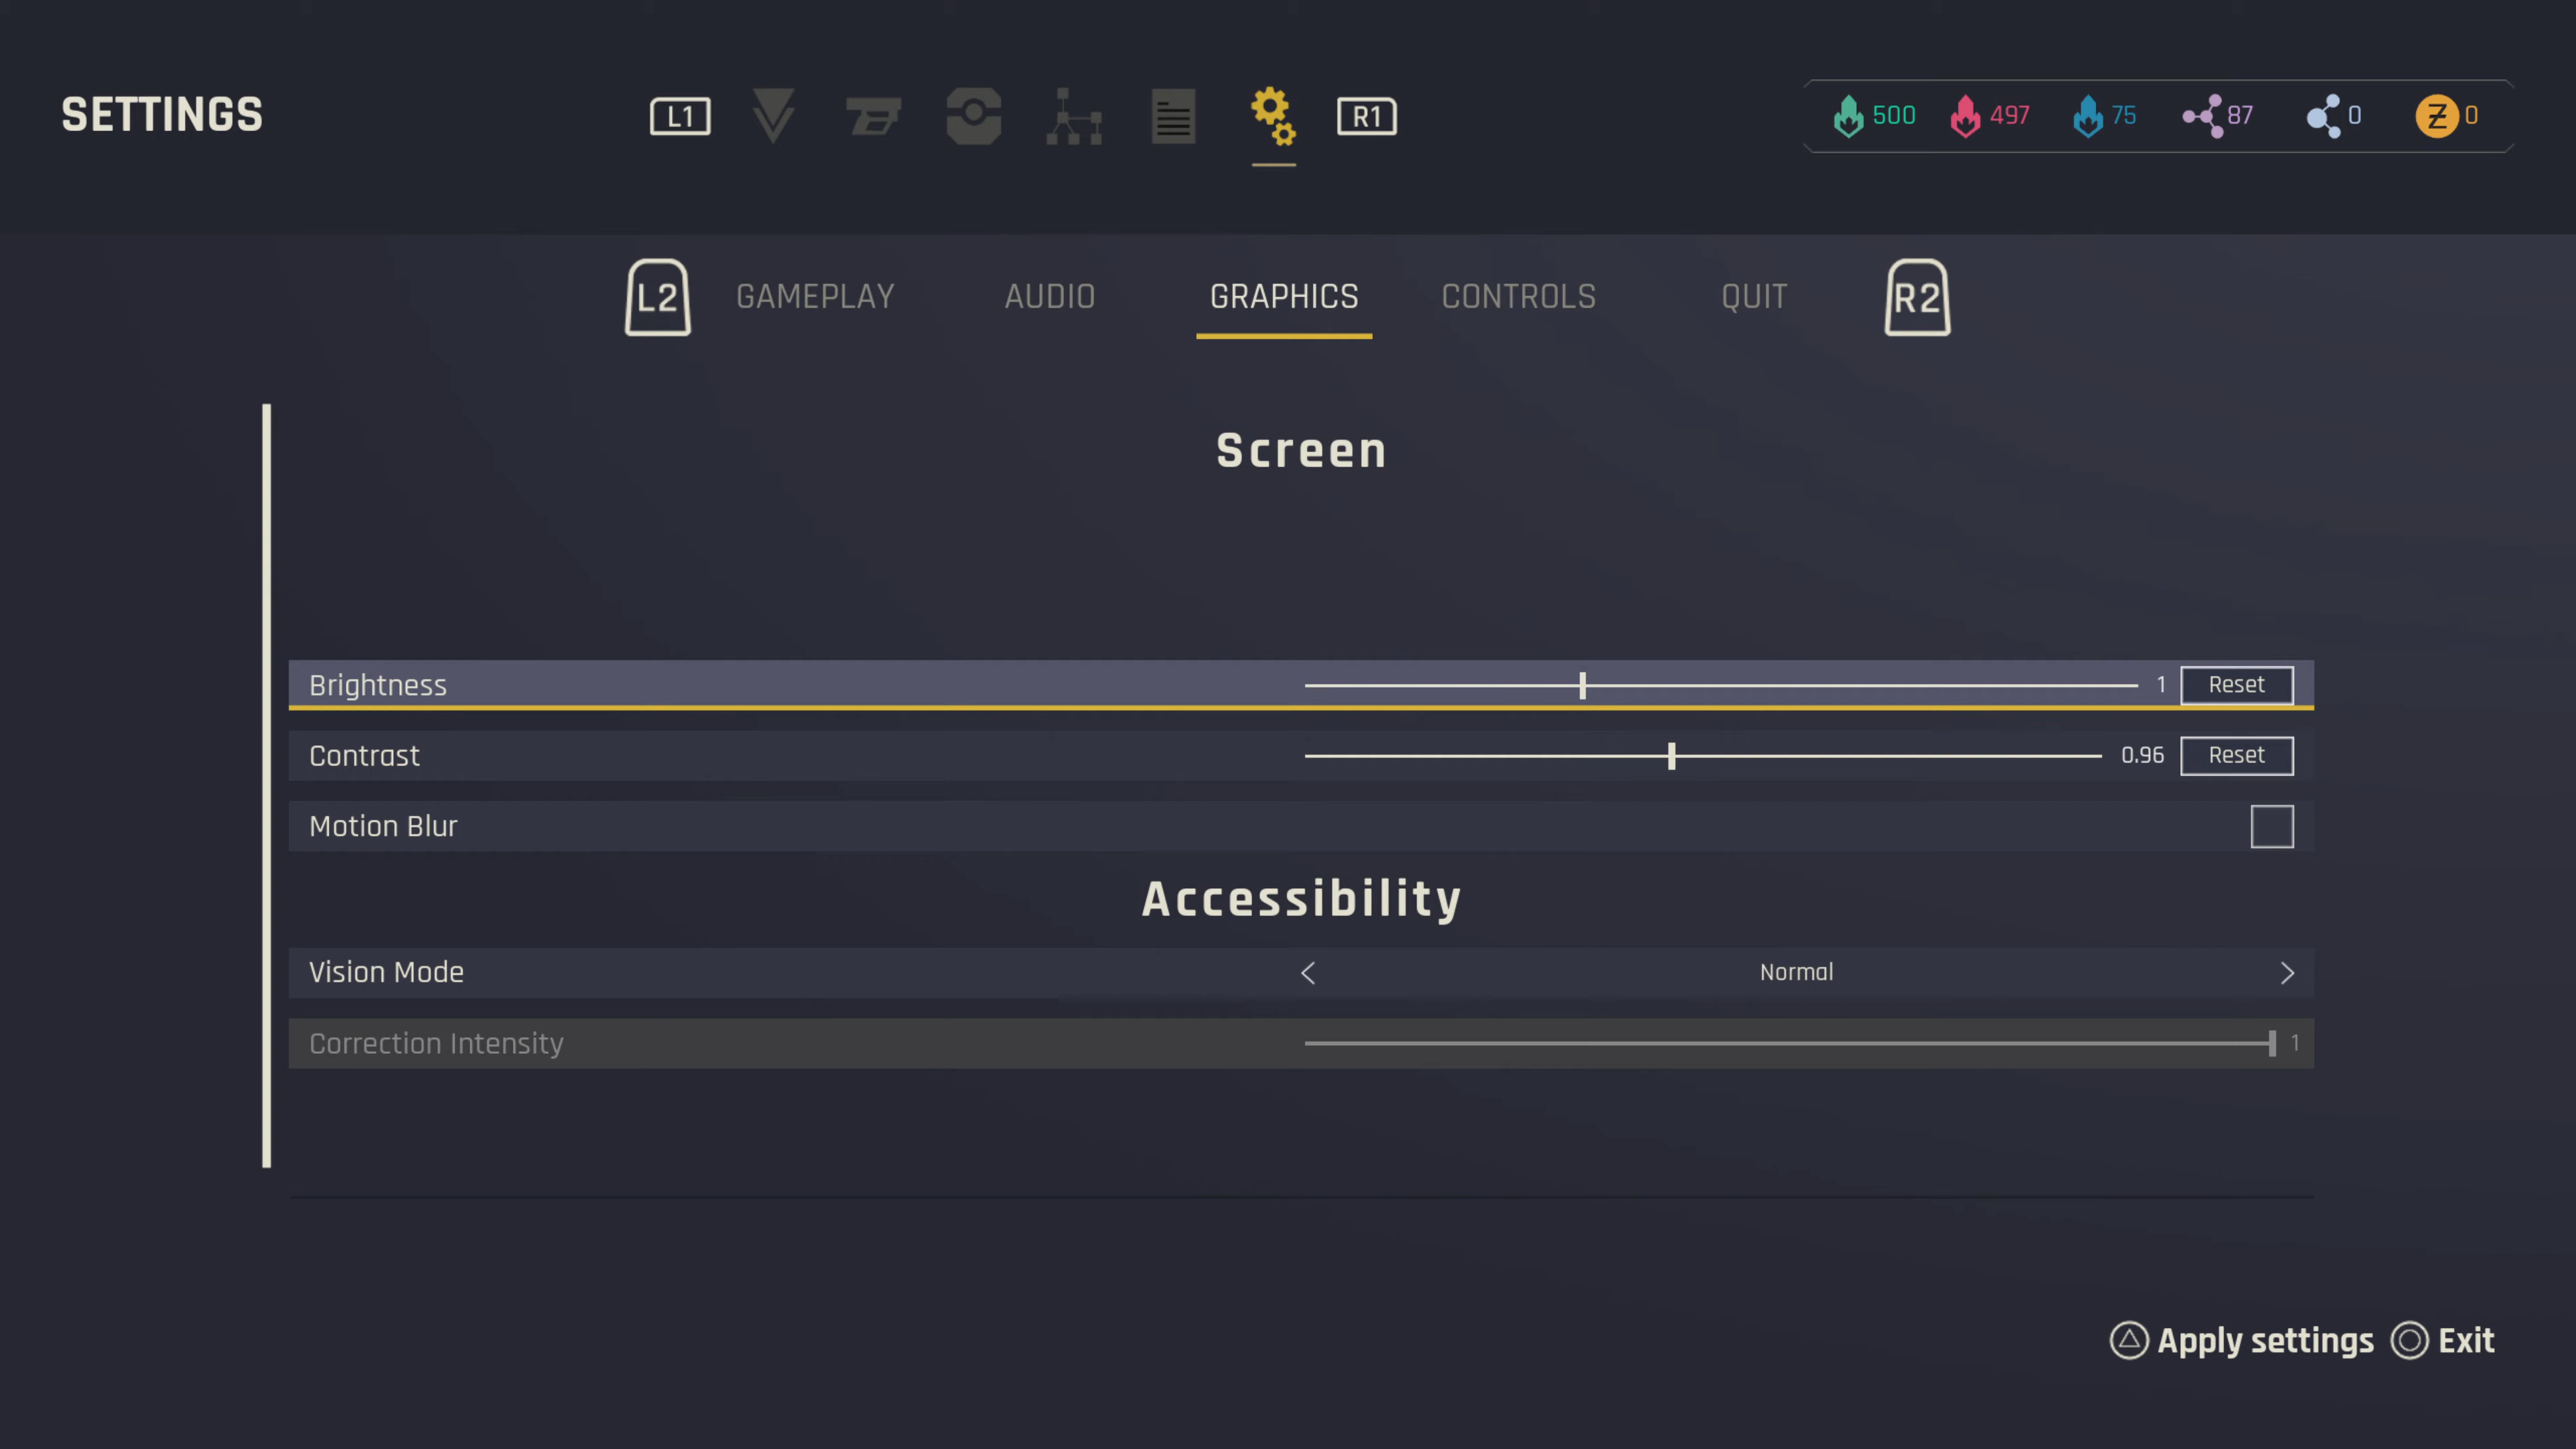 SETTINGS
L1
R1
500 497 75 87 0 Z 0
L2 GAMEPLAY AUDIO GRAPHICS CONTROLS QUIT R2
Screen
Brightness 1 Reset
Contrast 0.96 Reset
Motion Blur
Accessibility
Vision Mode Normal
Correction Intensity 1
Apply settings Exit